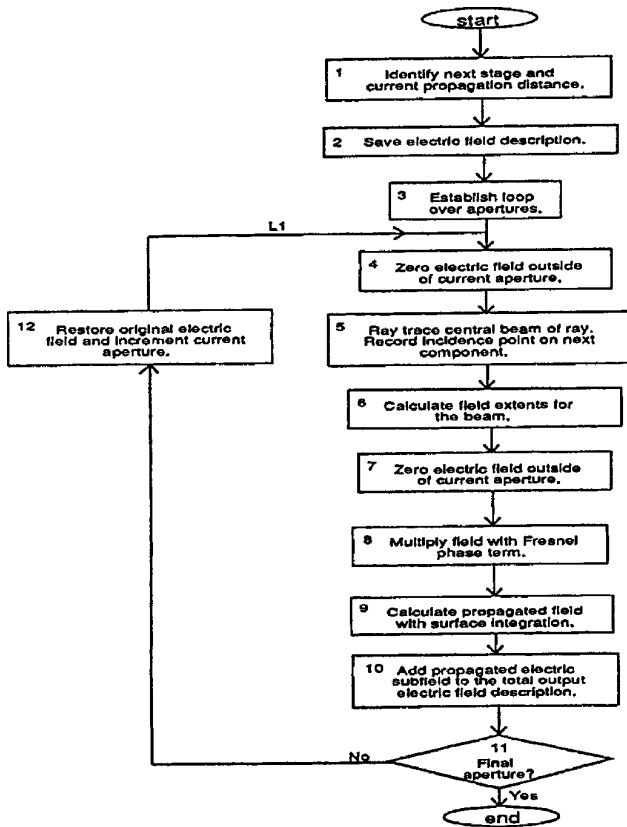 start
1 Identify next stage and
current propagation distance.
2 Save electric field description.
3 Establish loop
over apertures.
L1
4 Zero electric field outside
of current aperture.
12 Restore original electric
field and increment current
aperture.
5 Ray trace central beam of ray.
Record incidence point on next
component.
6 Calculate field extents for
the beam.
7 Zero electric field outside
of current aperture.
8 Multiply field with Fresnel
phase term.
9 Calculate propagated field
with surface integration.
10 Add propagated electric
subfield to the total output
electric field description.
No
11
Final
aperture?
Yes
end